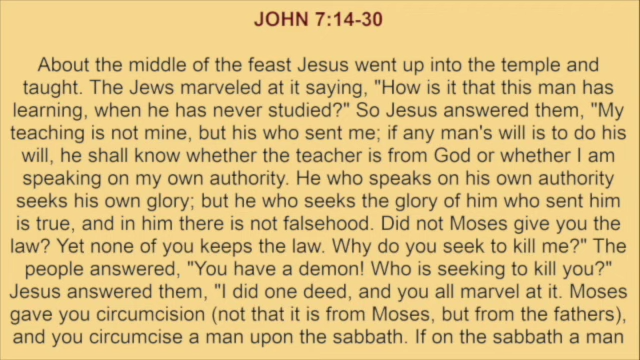 JOHN 7:14-30
About the middle of the feast Jesus went up into the temple and
taught. The Jews marveled at it saying, "How is it that this man has
learning, when he has never studied?" So Jesus answered them, "My
teaching is not mine, but his who sent me; if any man's will is to do his
will, he shall know whether the teacher is from God or whether I am
speaking on my own authority. He who speaks on his own authority
seeks his own glory; but he who seeks the glory of him who sent him
is true, and in him there is not falsehood. Did not Moses give you the
law? Yet none of you keeps the law. Why do you seek to kill me?" The
people answered, "You have a demon! Who is seeking to kill you?"
Jesus answered them, "I did one deed, and you all marvel at it. Moses
gave you circumcision (not that it is from Moses, but from the fathers),
and you circumcise a man upon the sabbath. If on the sabbath a man